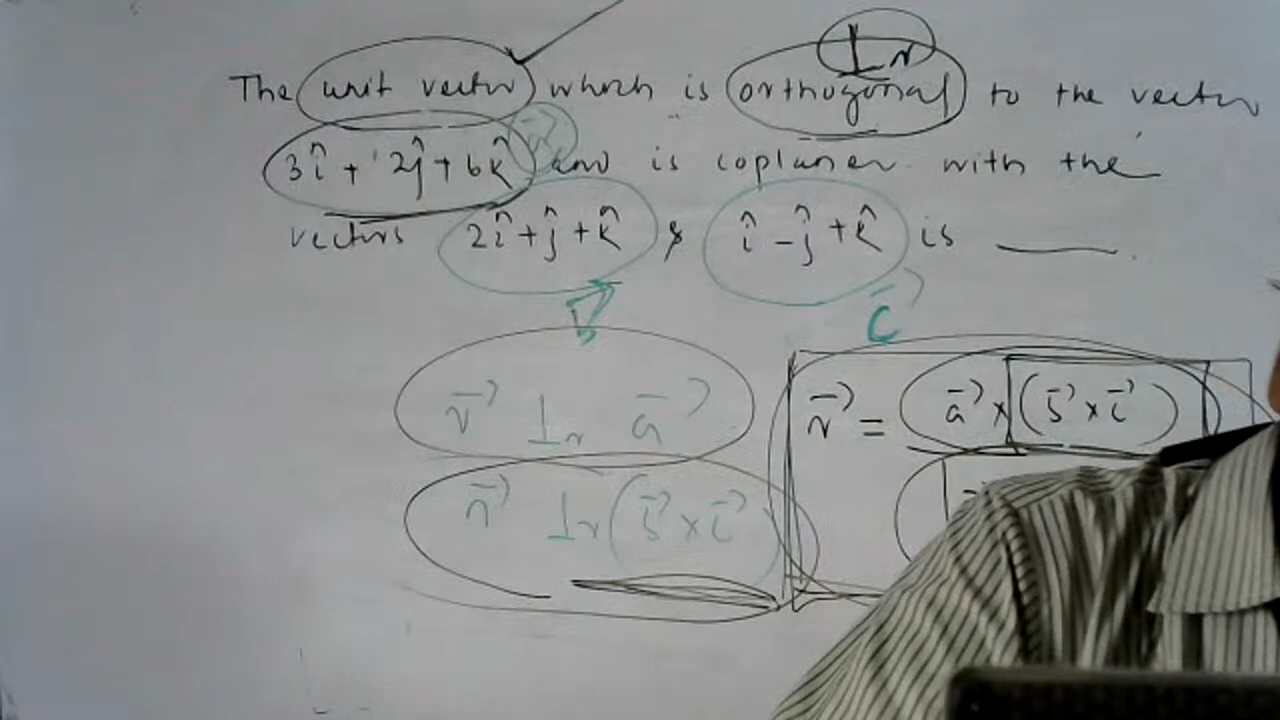 The unit vector which is orthogonal to the vector
⊥r
3î + 2ĵ + 6k̂ and is coplaner with the
vectors 2î + ĵ + k̂ & î - ĵ + k̂ is ____.
b⃗ c⃗
r⃗ ⊥r a⃗
r⃗ = a⃗ × (b⃗ × c⃗)
r⃗ ⊥r (b⃗ × c⃗